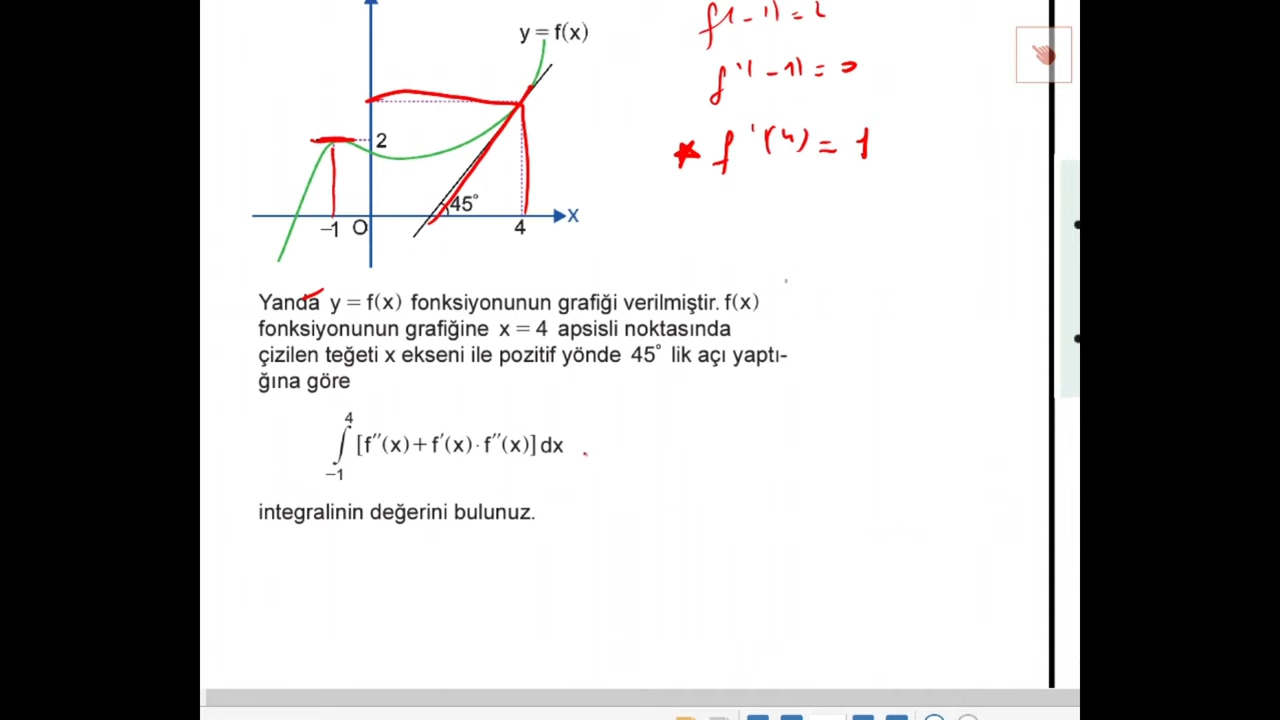 f(-1) = 2
y = f(x)
f'(-1) = 0
2
* f'(4) = 1
45°
-1 O 4 x
Yanda y = f(x) fonksiyonunun grafiği verilmiştir. f(x)
fonksiyonunun grafiğine x = 4 apsisli noktasında
çizilen teğeti x ekseni ile pozitif yönde 45° lik açı yaptı-
ğına göre
4
∫ [f''(x) + f'(x) · f''(x)] dx
-1
integralinin değerini bulunuz.